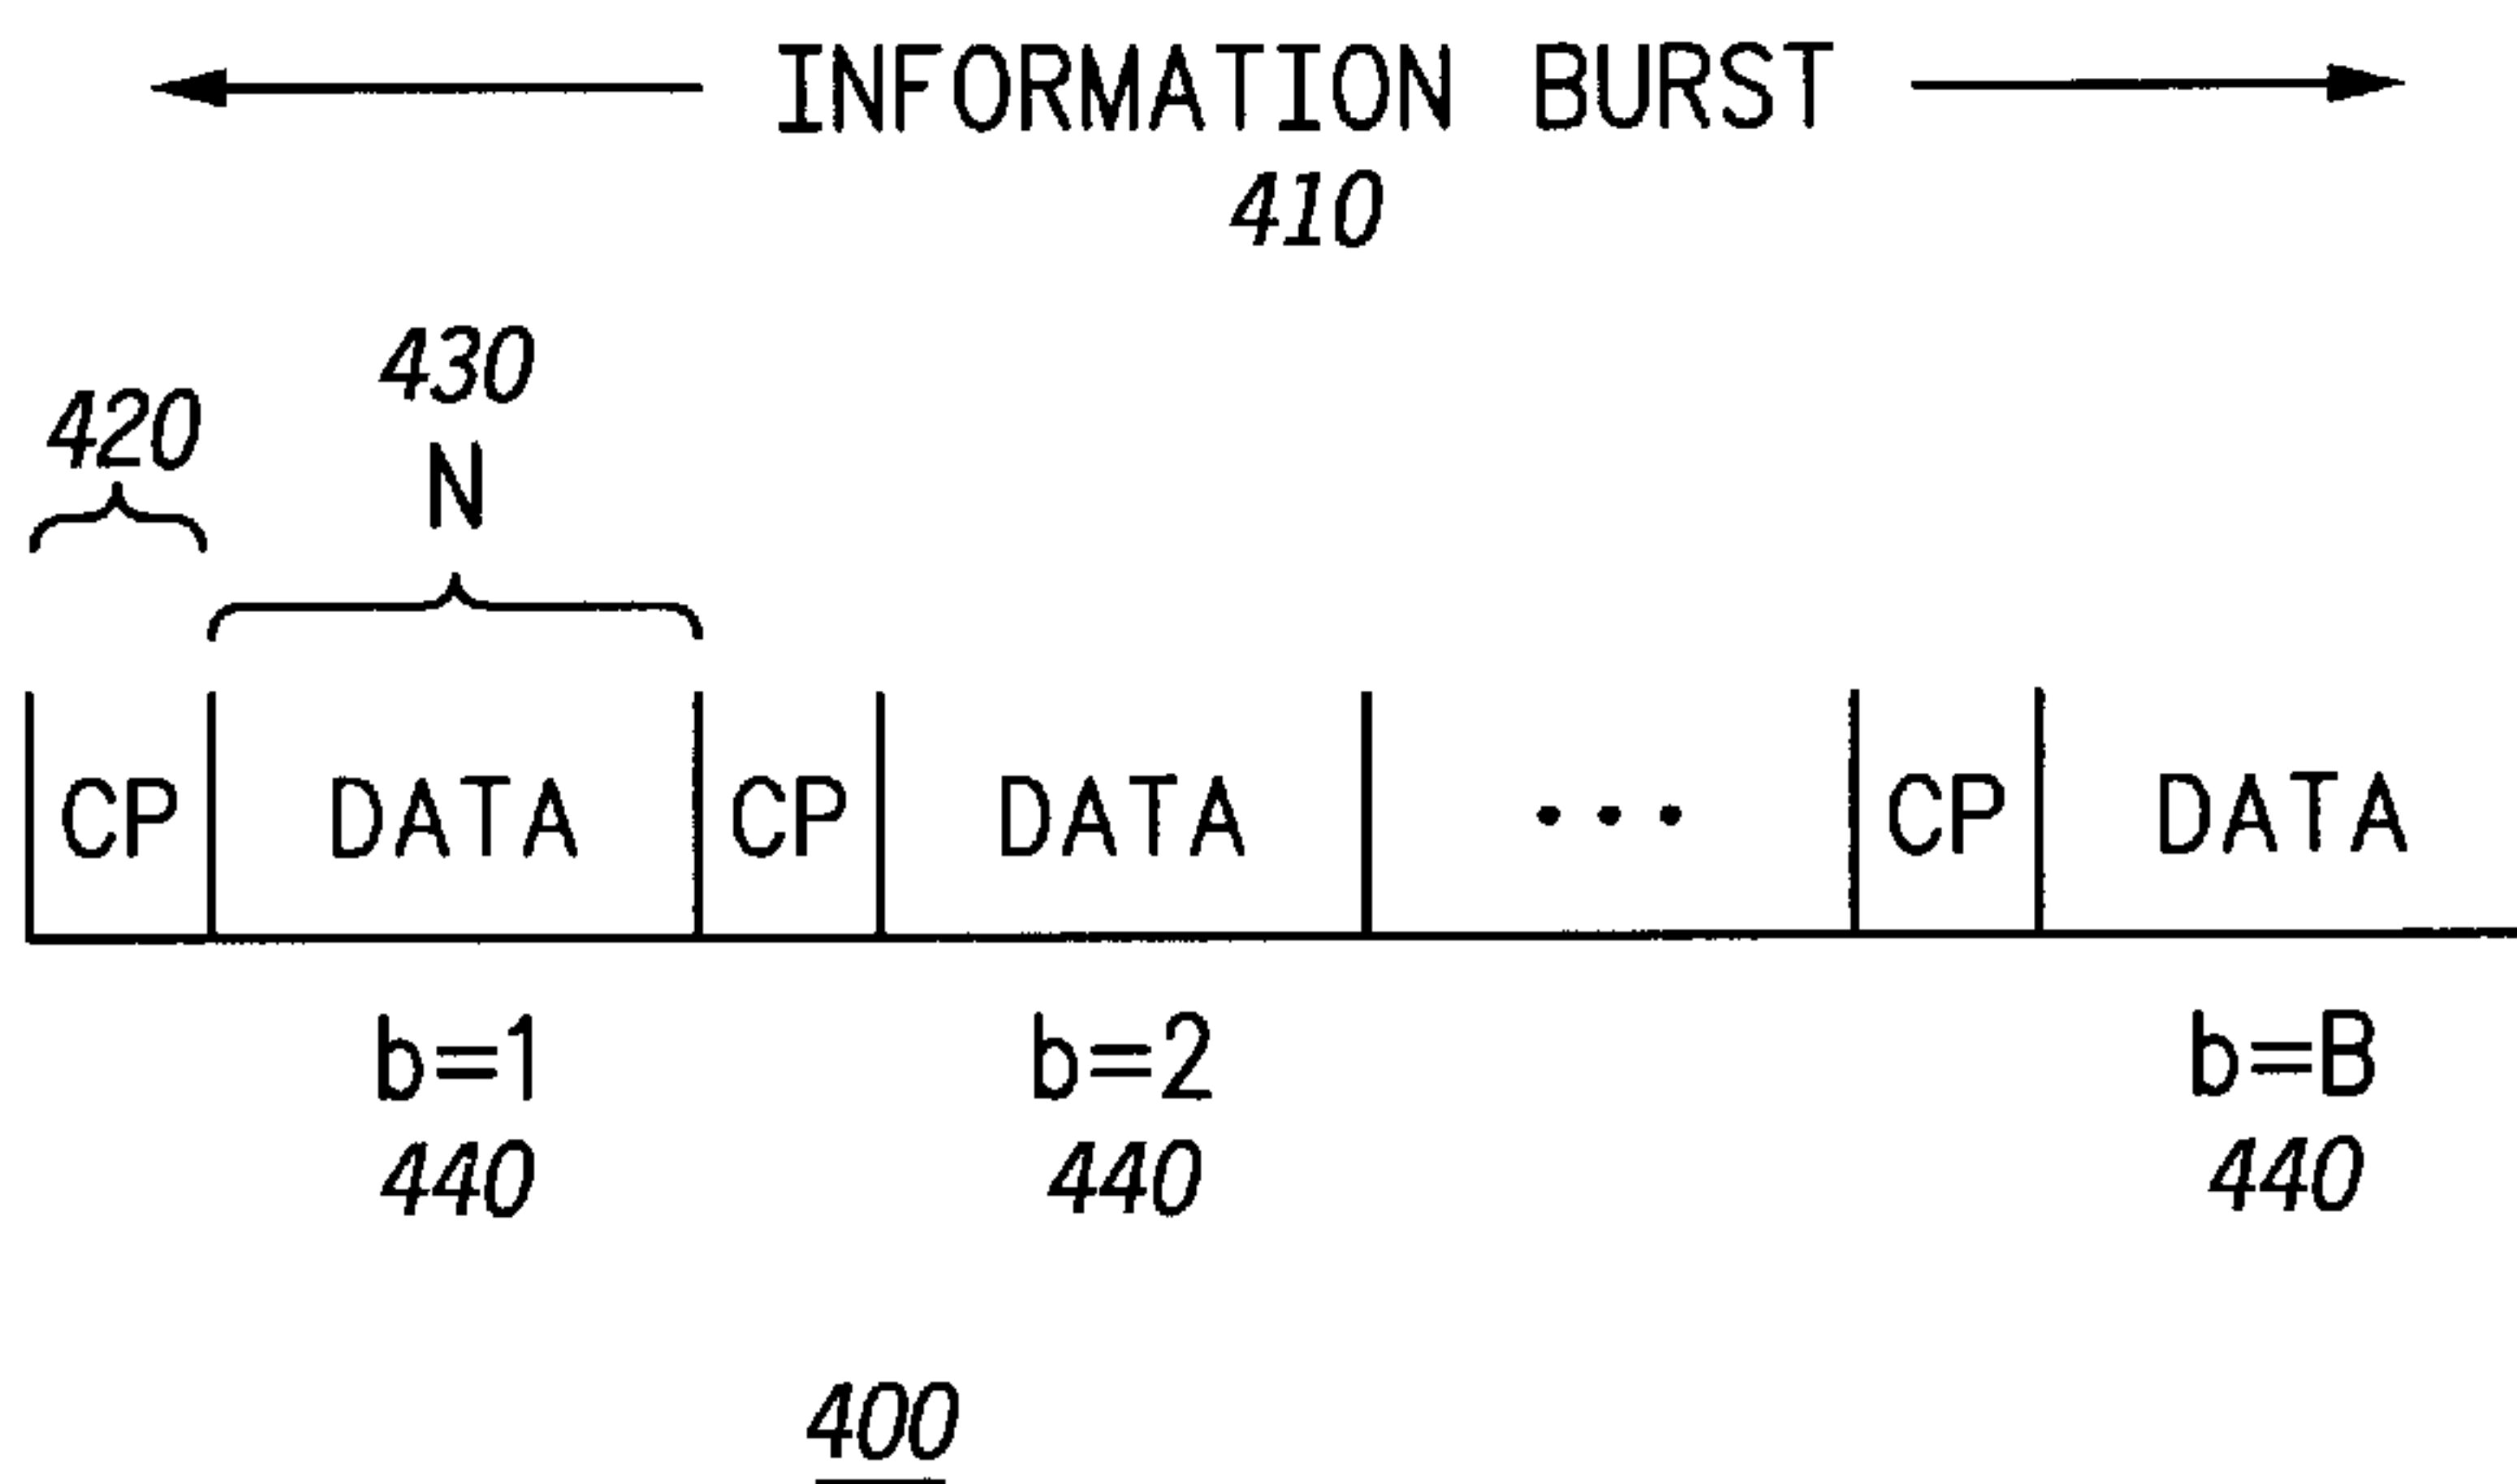 INFORMATION BURST
410
430
420
N
CP DATA CP DATA ... CP DATA
b=1 b=2 b=B
440 440 440
400